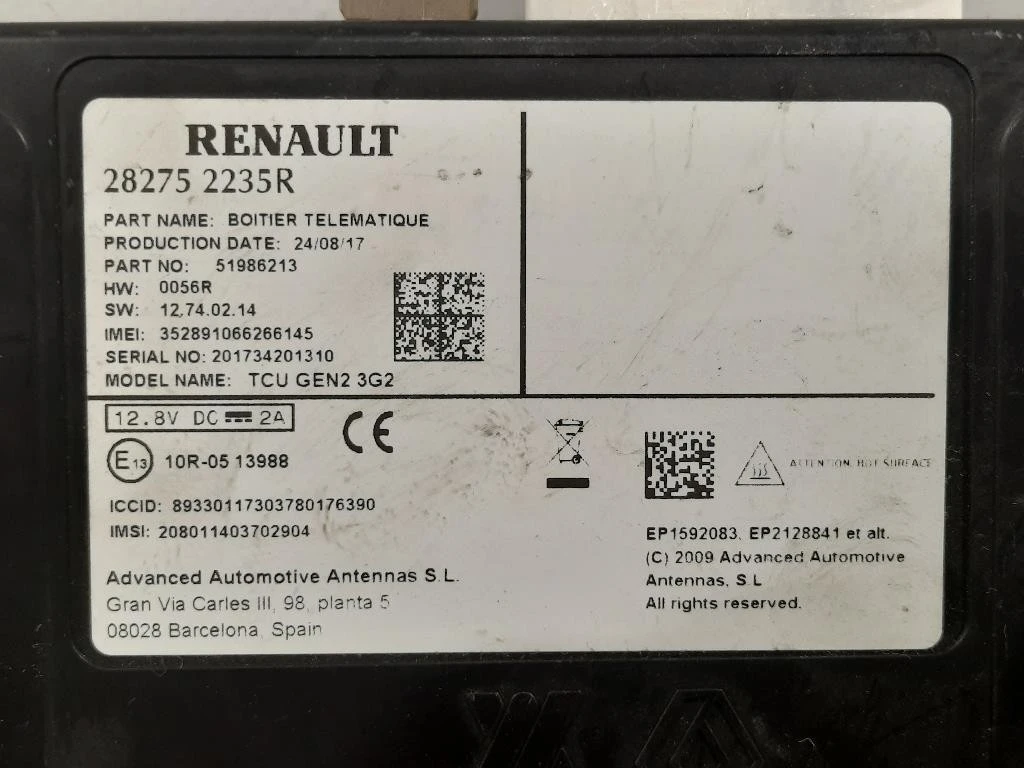 RENAULT
28275 2235R
PART NAME: BOITIER TELEMATIQUE
PRODUCTION DATE: 24/08/17
PART NO: 51986213
HW: 0056R
SW: 12.74.02.14
IMEI: 352891066266145
SERIAL NO: 201734201310
MODEL NAME: TCU GEN2 3G2
12.8V DC 2A
CE
E13 10R-05 13988
ATTENTION, HOT SURFACE
ICCID: 89330117303780176390
IMSI: 208011403702904
Advanced Automotive Antennas S.L.
Gran Via Carles III, 98, planta 5
08028 Barcelona, Spain
EP1592083, EP2128841 et alt.
(C) 2009 Advanced Automotive
Antennas, S.L
All rights reserved.